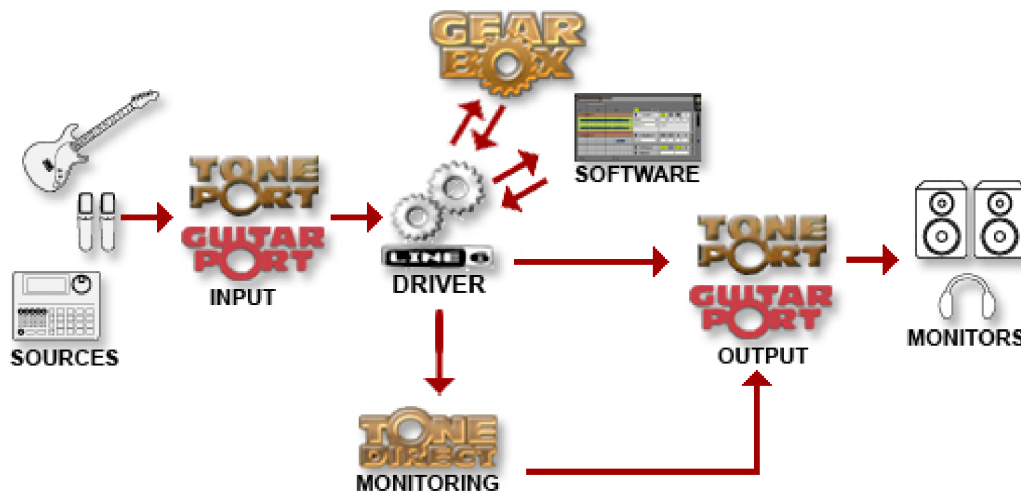 GEAR
BOX
SOFTWARE
TONE
PORT
GUITAR
PORT
INPUT
LINE 6
DRIVER
SOURCES
TONE
PORT
GUITAR
PORT
OUTPUT
MONITORS
TONE
DIRECT
MONITORING